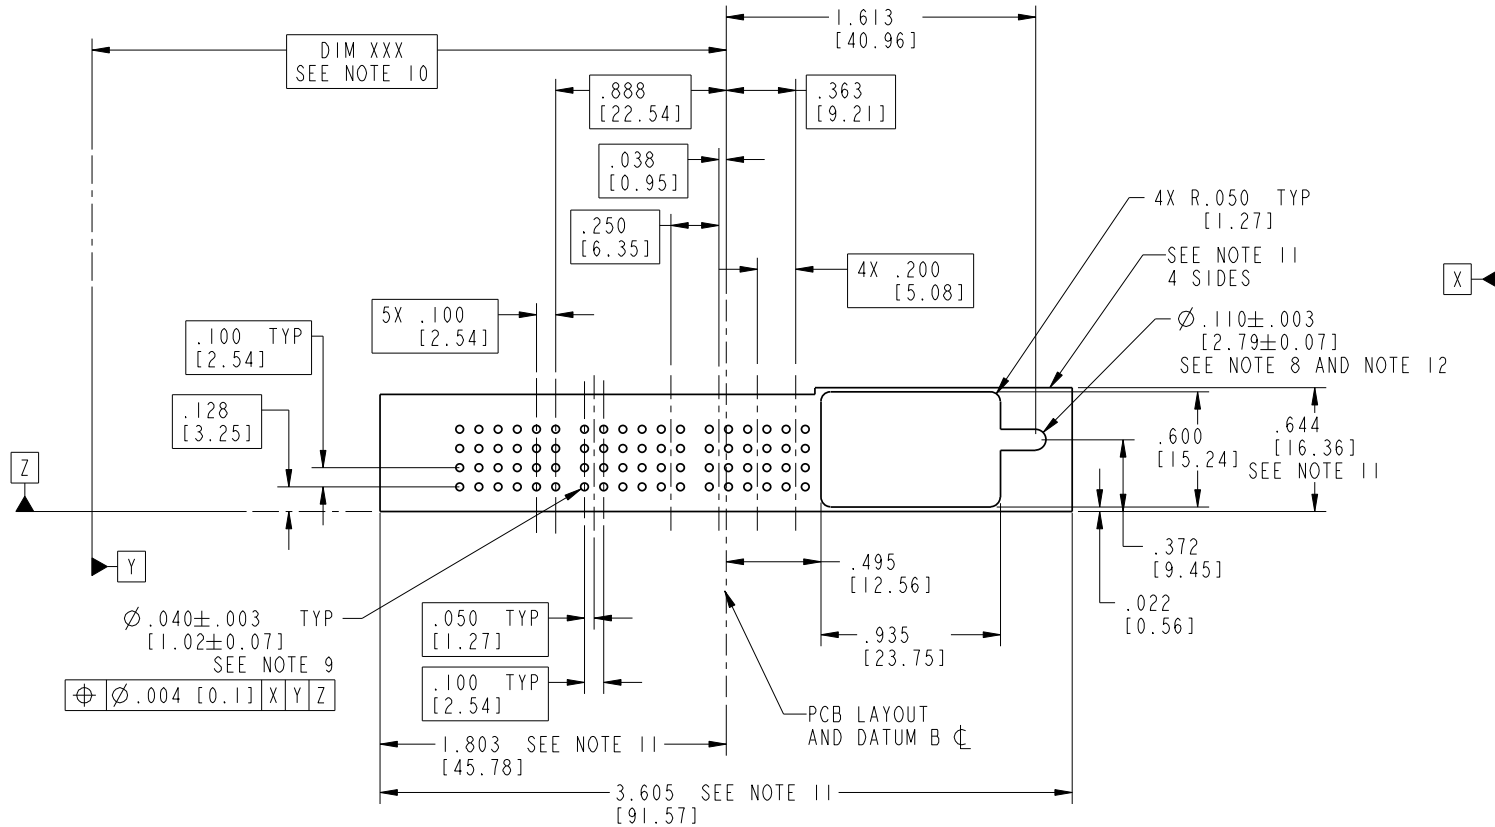 1.613
[40.96]
DIM XXX
SEE NOTE 10
.888
[22.54]
.363
[9.21]
.038
[0.95]
4X R.050 TYP
[1.27]
.250
[6.35]
SEE NOTE 11
4 SIDES
4X .200
[5.08]
X
5X .100
[2.54]
.100 TYP
[2.54]
Ø.110±.003
[2.79±0.07]
SEE NOTE 8 AND NOTE 12
.128
[3.25]
.600
[15.24]
.644
[16.36]
SEE NOTE 11
Z
Y
.372
[9.45]
.495
[12.56]
.022
[0.56]
Ø.040±.003 TYP
[1.02±0.07]
SEE NOTE 9
⌖ Ø.004 [0.1] X Y Z
.050 TYP
[1.27]
.935
[23.75]
.100 TYP
[2.54]
PCB LAYOUT
AND DATUM B ℄
1.803 SEE NOTE 11
[45.78]
3.605 SEE NOTE 11
[91.57]